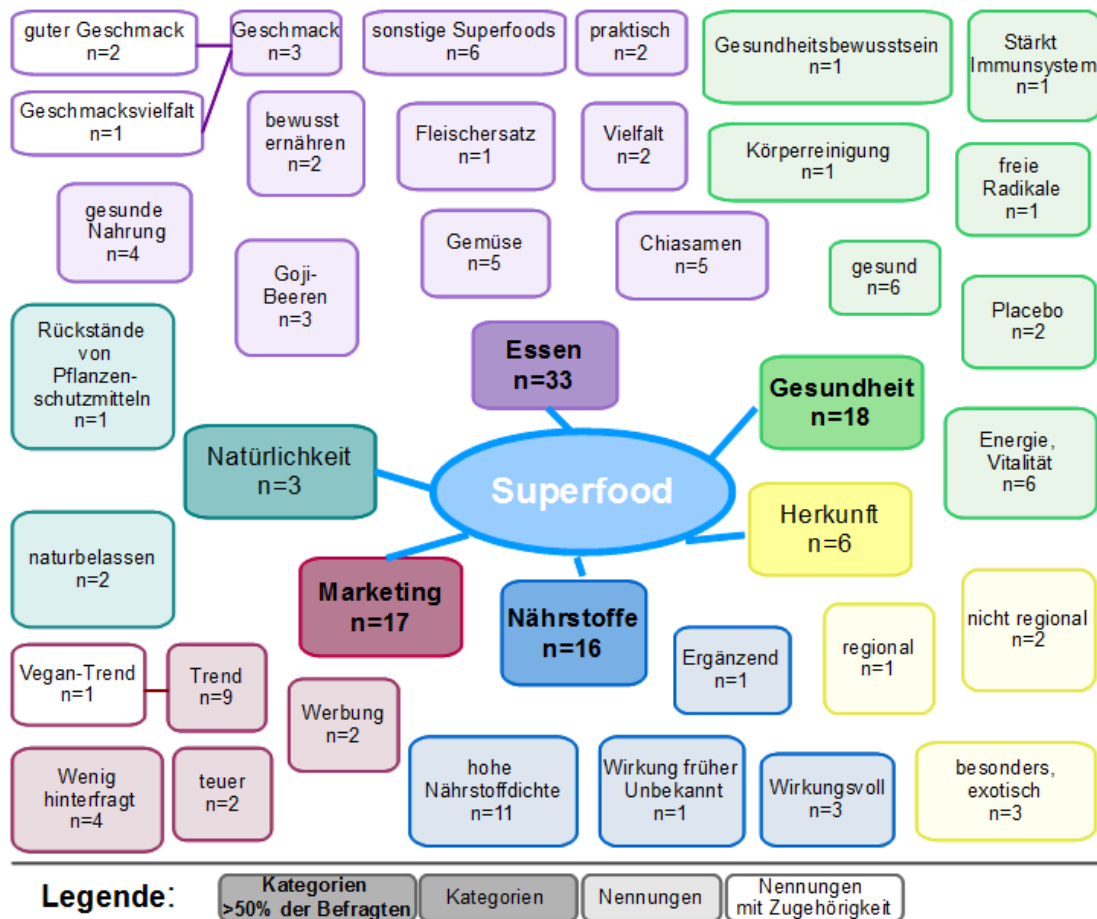 guter Geschmack
n=2
Geschmack
n=3
sonstige Superfoods
n=6
praktisch
n=2
Gesundheitsbewusstsein
n=1
Stärkt
Immunsystem
n=1
Geschmacksvielfalt
n=1
bewusst
ernähren
n=2
Fleischersatz
n=1
Vielfalt
n=2
Körperreinigung
n=1
freie
Radikale
n=1
gesunde
Nahrung
n=4
Goji-
Beeren
n=3
Gemüse
n=5
Chiasamen
n=5
gesund
n=6
Placebo
n=2
Rückstände
von
Pflanzen-
schutzmitteln
n=1
Essen
n=33
Gesundheit
n=18
Natürlichkeit
n=3
Superfood
Energie,
Vitalität
n=6
Herkunft
n=6
naturbelassen
n=2
Marketing
n=17
Nährstoffe
n=16
Ergänzend
n=1
regional
n=1
nicht regional
n=2
Vegan-Trend
n=1
Trend
n=9
Werbung
n=2
Wenig
hinterfragt
n=4
teuer
n=2
hohe
Nährstoffdichte
n=11
Wirkung früher
Unbekannt
n=1
Wirkungsvoll
n=3
besonders,
exotisch
n=3
Legende:
Kategorien
>50% der Befragten
Kategorien
Nennungen
Nennungen
mit Zugehörigkeit